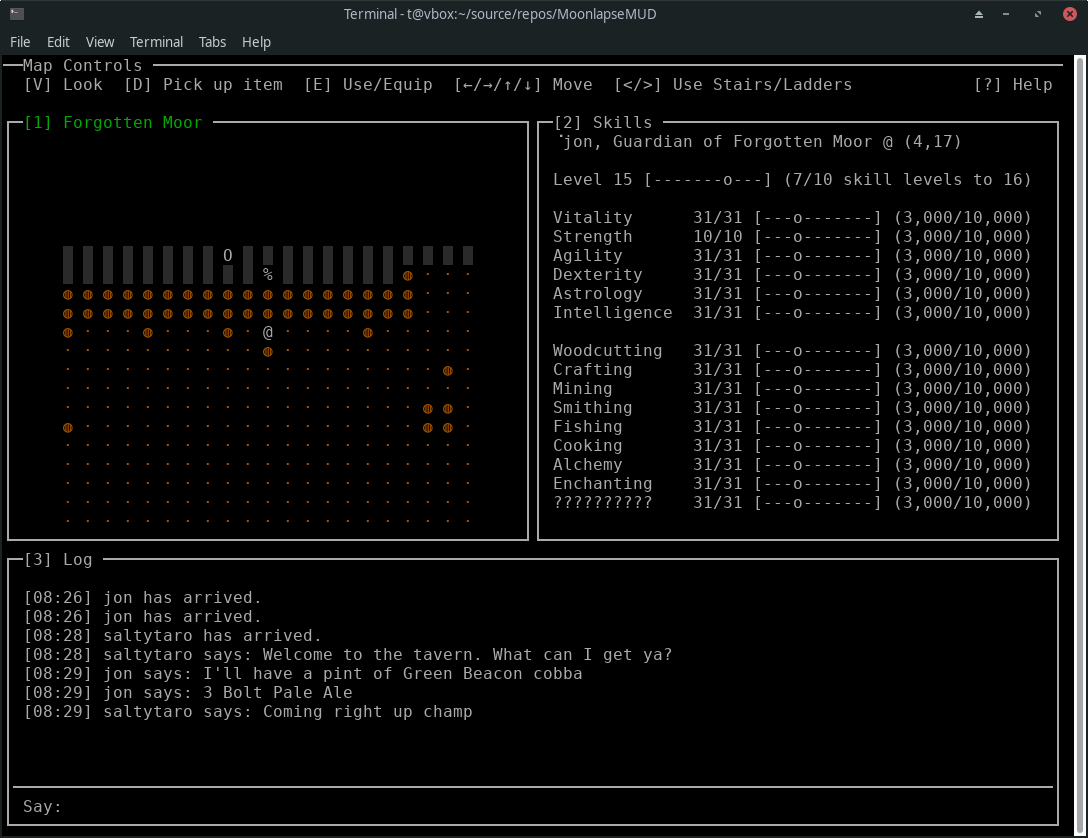 Terminal - t@vbox:~/source/repos/MoonlapseMUD
File Edit View Terminal Tabs Help
Map Controls
[V] Look [D] Pick up item [E] Use/Equip [←/→/↑/↓] Move [</>] Use Stairs/Ladders [?] Help
[1] Forgotten Moor
O
%
@
[2] Skills
jon, Guardian of Forgotten Moor @ (4,17)
Level 15 [-------o---] (7/10 skill levels to 16)
Vitality 31/31 [---o-------] (3,000/10,000)
Strength 10/10 [---o-------] (3,000/10,000)
Agility 31/31 [---o-------] (3,000/10,000)
Dexterity 31/31 [---o-------] (3,000/10,000)
Astrology 31/31 [---o-------] (3,000/10,000)
Intelligence 31/31 [---o-------] (3,000/10,000)
Woodcutting 31/31 [---o-------] (3,000/10,000)
Crafting 31/31 [---o-------] (3,000/10,000)
Mining 31/31 [---o-------] (3,000/10,000)
Smithing 31/31 [---o-------] (3,000/10,000)
Fishing 31/31 [---o-------] (3,000/10,000)
Cooking 31/31 [---o-------] (3,000/10,000)
Alchemy 31/31 [---o-------] (3,000/10,000)
Enchanting 31/31 [---o-------] (3,000/10,000)
?????????? 31/31 [---o-------] (3,000/10,000)
[3] Log
[08:26] jon has arrived.
[08:26] jon has arrived.
[08:28] saltytaro has arrived.
[08:28] saltytaro says: Welcome to the tavern. What can I get ya?
[08:29] jon says: I'll have a pint of Green Beacon cobba
[08:29] jon says: 3 Bolt Pale Ale
[08:29] saltytaro says: Coming right up champ
Say: